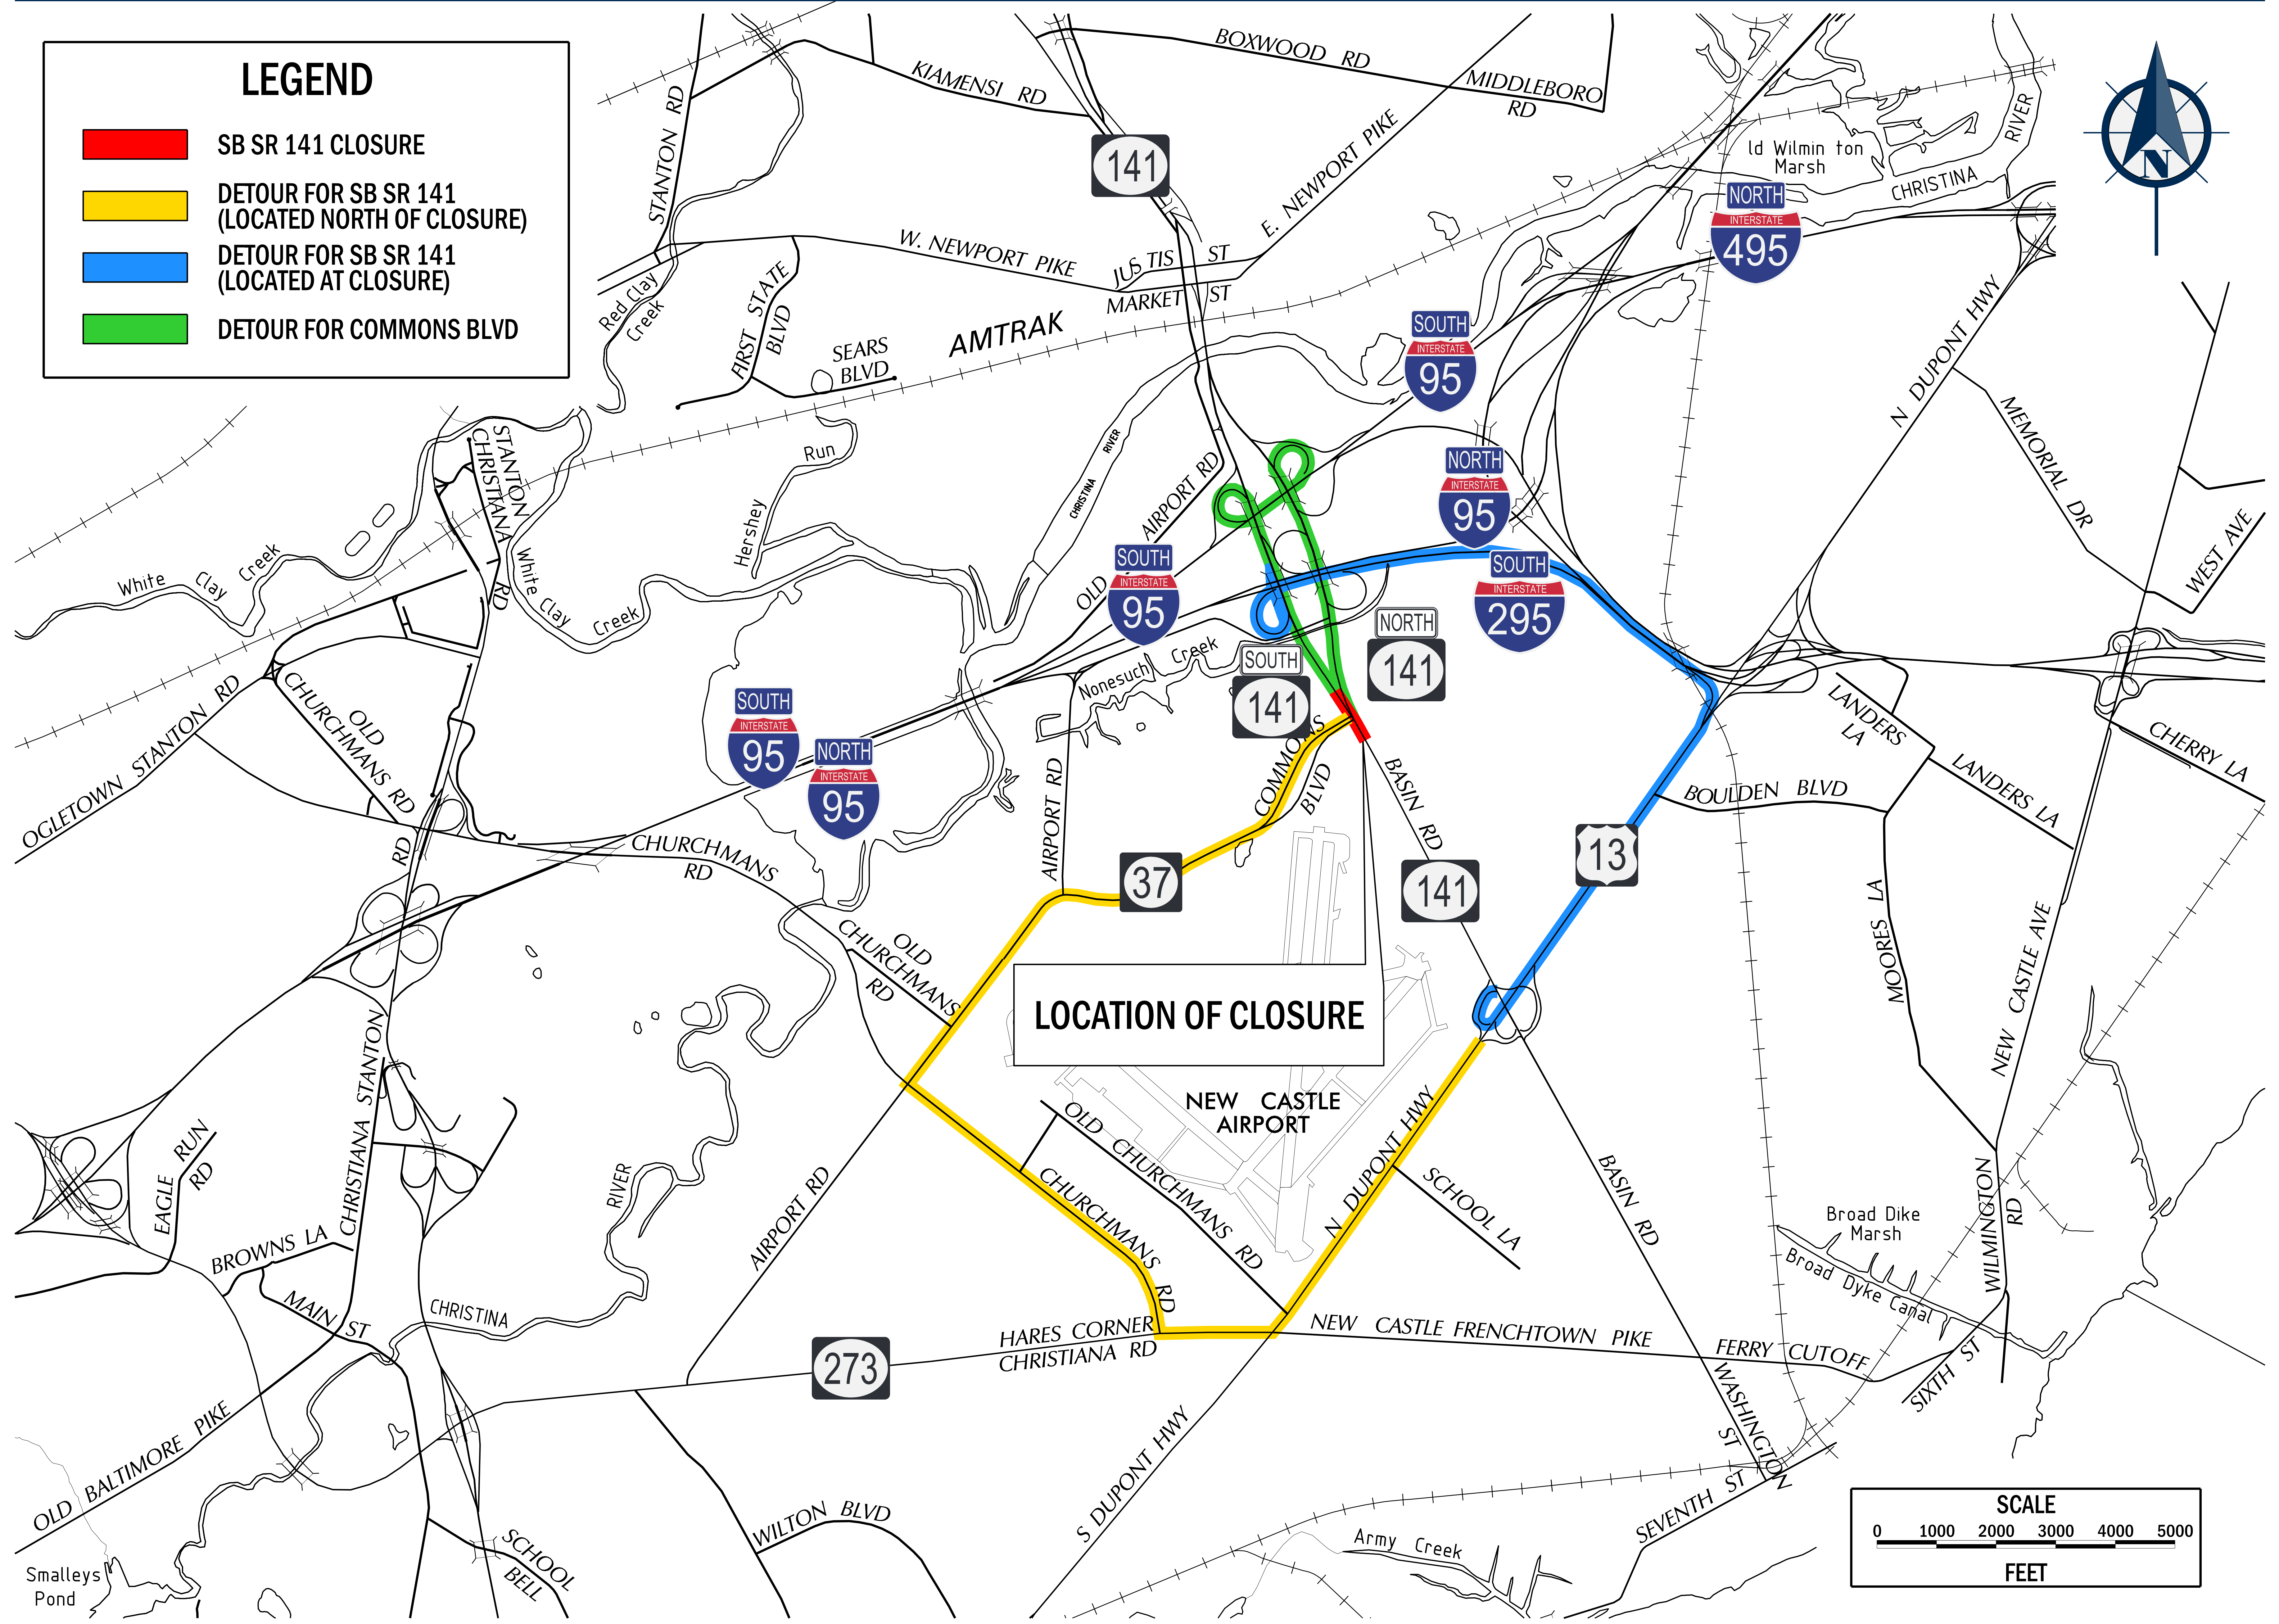 LEGEND
SB SR 141 CLOSURE
DETOUR FOR SB SR 141
(LOCATED NORTH OF CLOSURE)
DETOUR FOR SB SR 141
(LOCATED AT CLOSURE)
DETOUR FOR COMMONS BLVD
STANTON RD
KIAMENSI RD
BOXWOOD RD
MIDDLEBORO
RD
141
E. NEWPORT PIKE
W. NEWPORT PIKE
JUS TIS ST
MARKET ST
ld Wilmin ton
Marsh
RIVER
CHRISTINA
NORTH
INTERSTATE
495
N
Red Clay
Creek
FIRST STATE
BLVD
SEARS
BLVD
AMTRAK
SOUTH
INTERSTATE
95
N DUPONT HWY
MEMORIAL DR
WEST AVE
STANTON
CHRISTIANA
RD
Hershey
Run
CHRISTINA
RIVER
OLD
AIRPORT RD
NORTH
INTERSTATE
95
White Clay Creek
White Clay Creek
SOUTH
INTERSTATE
95
SOUTH
INTERSTATE
295
NORTH
141
SOUTH
141
Nonesuch Creek
OGLETOWN STANTON RD
OLD
CHURCHMANS RD
SOUTH
INTERSTATE
95
NORTH
INTERSTATE
95
LANDERS
LA
LANDERS LA
CHERRY LA
COMMONS
BLVD
BASIN RD
BOULDEN BLVD
AIRPORT RD
RD
CHURCHMANS
RD
37
141
13
OLD
CHURCHMANS
RD
MOORES LA
NEW CASTLE AVE
LOCATION OF CLOSURE
CHRISTIANA STANTON
NEW CASTLE
AIRPORT
EAGLE RUN
RD
BROWNS LA
MAIN ST
CHRISTINA
RIVER
AIRPORT RD
OLD CHURCHMANS RD
CHURCHMANS
RD
N DUPONT HWY
SCHOOL LA
BASIN RD
WILMINGTON
RD
Broad Dike
Marsh
Broad Dyke Canal
HARES CORNER
CHRISTIANA RD
NEW CASTLE FRENCHTOWN PIKE
FERRY CUTOFF
273
SIXTH ST
WASHINGTON
ST
OLD BALTIMORE PIKE
S DUPONT HWY
WILTON BLVD
SEVENTH ST
SCHOOL
BELL
Army Creek
Smalleys
Pond
SCALE
0 1000 2000 3000 4000 5000
FEET